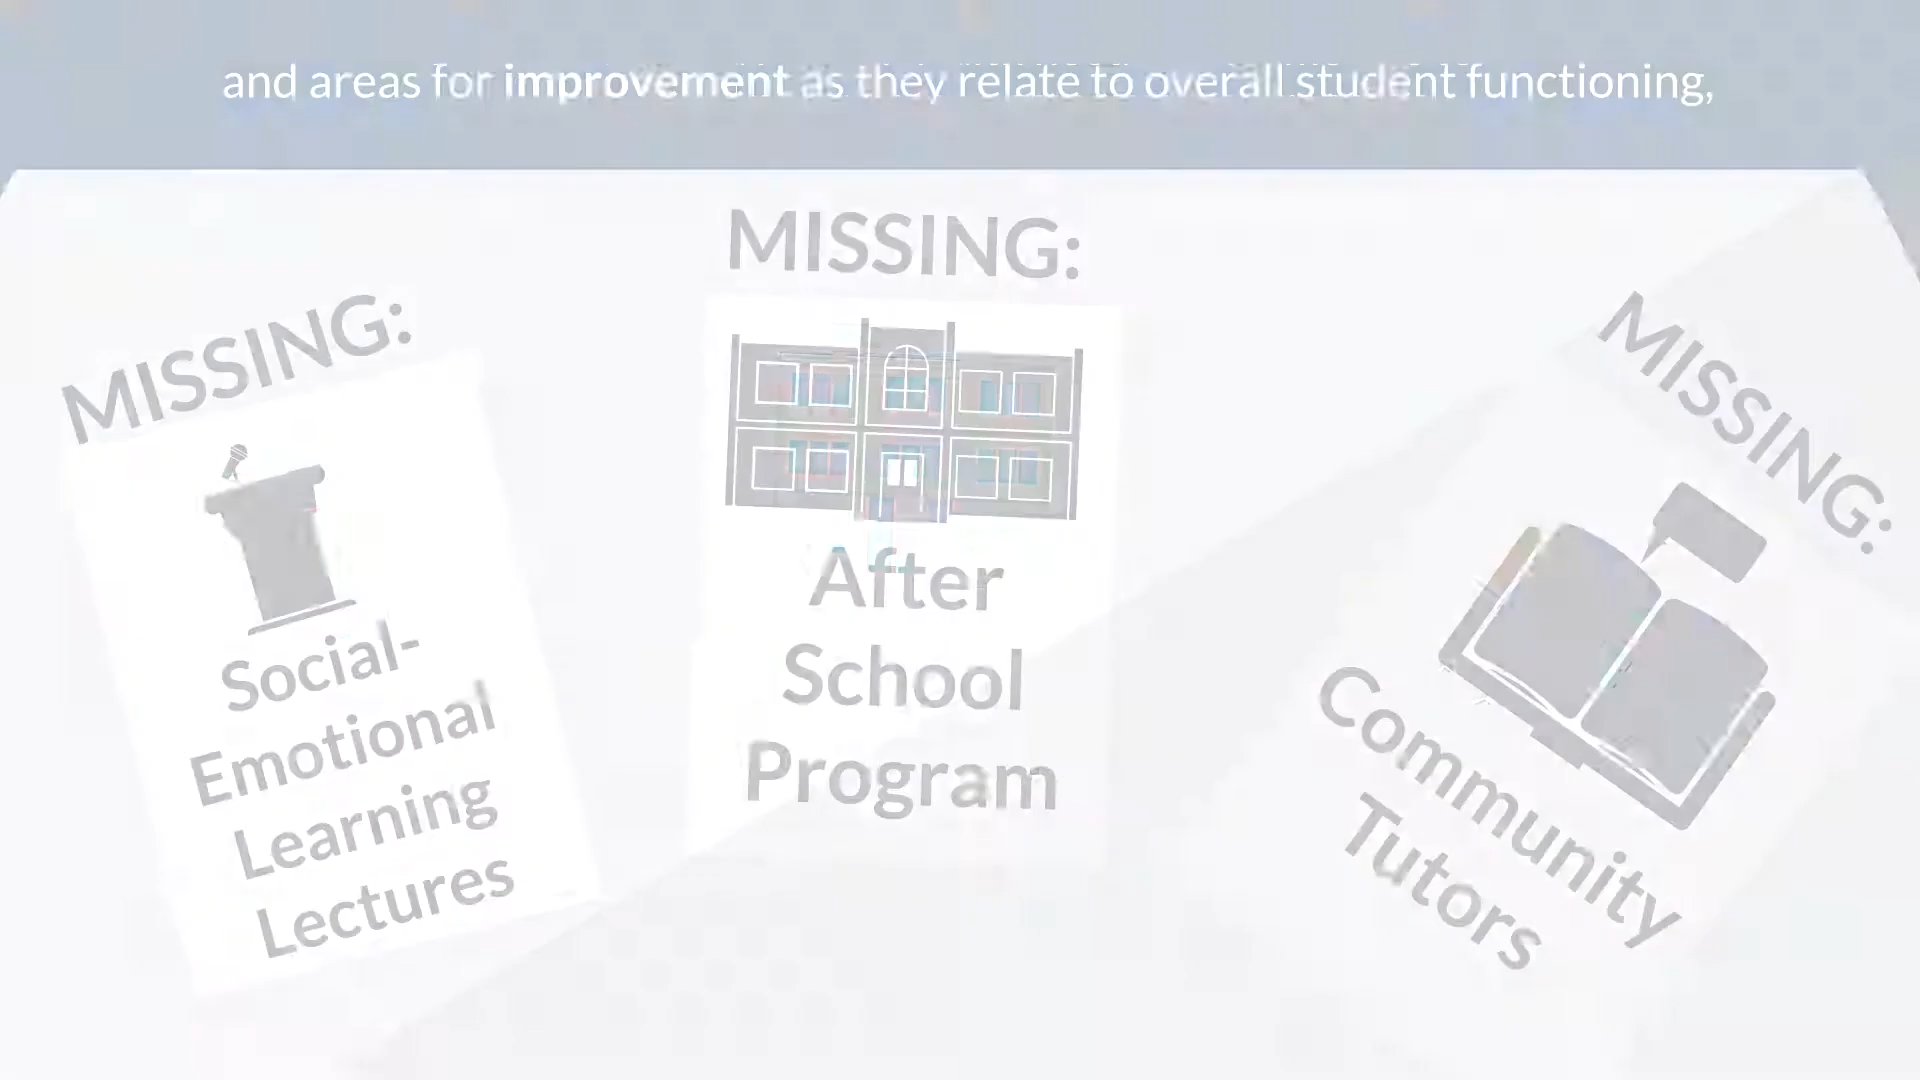 and areas for improvement as they relate to overall student functioning,
MISSING:
Social-
Emotional
Learning
Lectures
MISSING:
After
School
Program
MISSING:
Community
Tutors